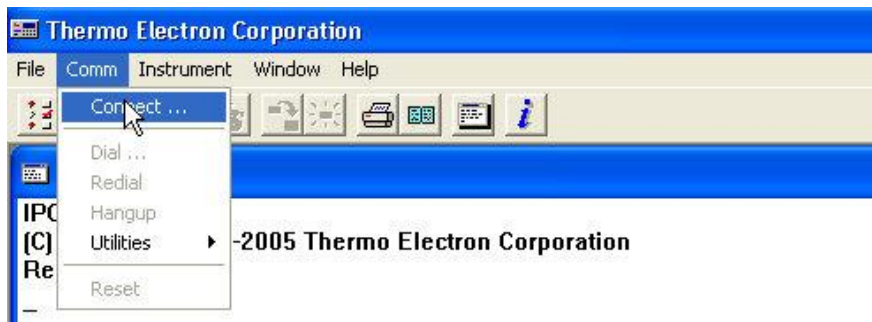 Thermo Electron Corporation
File Comm Instrument Window Help
Connect ...
Dial ...
Redial
Hangup
Utilities
Reset
(C) -2005 Thermo Electron Corporation
Re